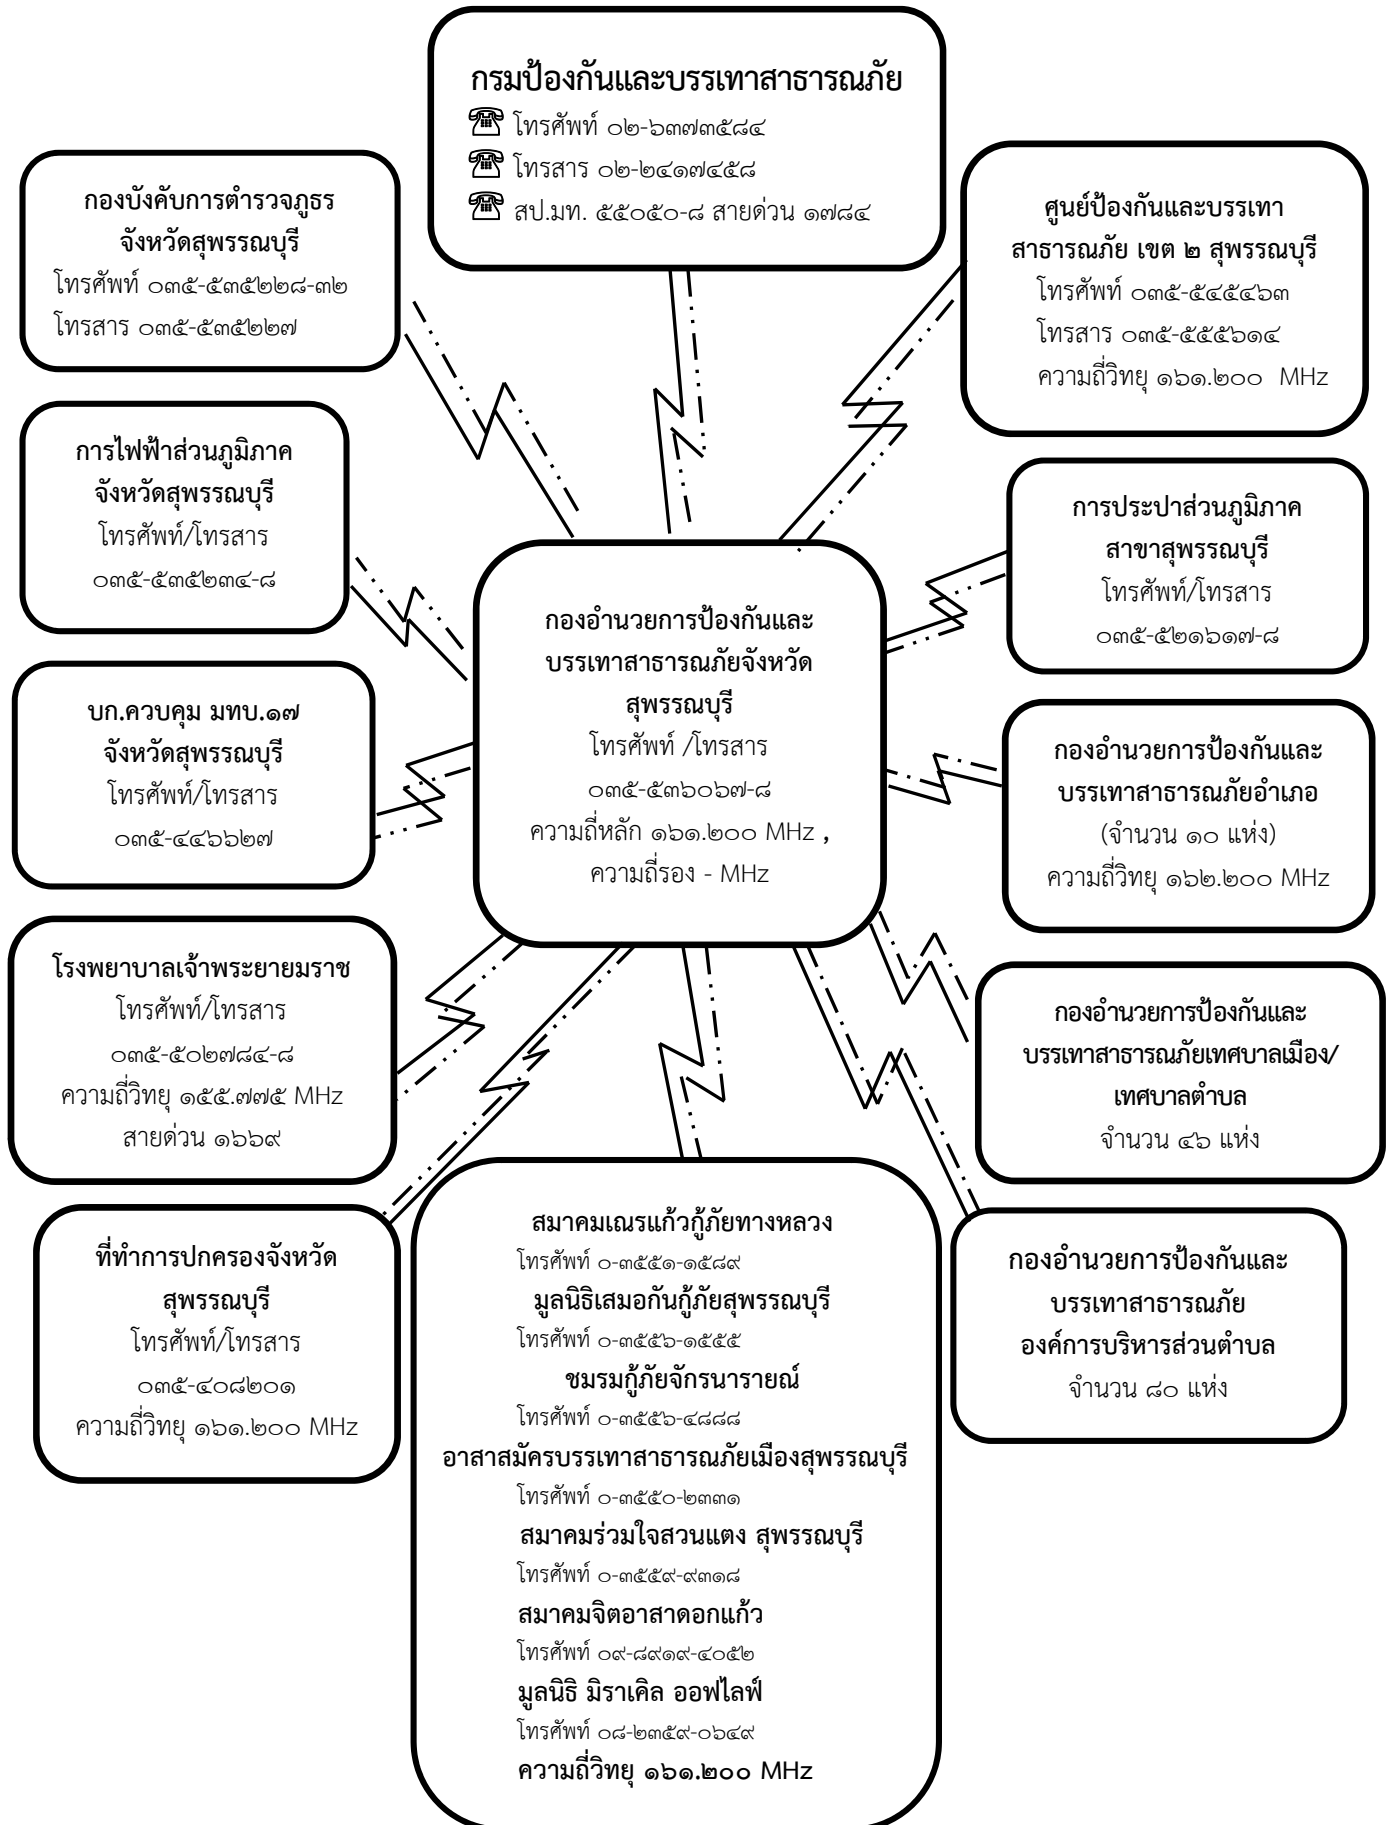 กรมป้องกันและบรรเทาสาธารณภัย
โทรศัพท์ ๐๒-๖๓๗๓๕๘๔
โทรสาร ๐๒-๒๔๑๗๔๕๘
สป.มท. ๕๕๐๕๐-๘ สายด่วน ๑๗๘๔
กองบังคับการตำรวจภูธร
จังหวัดสุพรรณบุรี
โทรศัพท์ ๐๓๕-๕๓๕๒๒๘-๓๒
โทรสาร ๐๓๕-๕๓๕๒๒๗
ศูนย์ป้องกันและบรรเทา
สาธารณภัย เขต ๒ สุพรรณบุรี
โทรศัพท์ ๐๓๕-๕๔๕๔๖๓
โทรสาร ๐๓๕-๕๕๕๖๑๔
ความถี่วิทยุ ๑๖๑.๒๐๐  MHz
การไฟฟ้าส่วนภูมิภาค
จังหวัดสุพรรณบุรี
โทรศัพท์/โทรสาร
๐๓๕-๕๓๕๒๓๔-๘
การประปาส่วนภูมิภาค
สาขาสุพรรณบุรี
โทรศัพท์/โทรสาร
๐๓๕-๕๒๑๖๑๗-๘
กองอำนวยการป้องกันและ
บรรเทาสาธารณภัยจังหวัด
สุพรรณบุรี
โทรศัพท์ /โทรสาร
๐๓๕-๕๓๖๐๖๗-๘
ความถี่หลัก ๑๖๑.๒๐๐ MHz ,
ความถี่รอง - MHz
บก.ควบคุม มทบ.๑๗
จังหวัดสุพรรณบุรี
โทรศัพท์/โทรสาร
๐๓๕-๔๔๖๖๒๗
กองอำนวยการป้องกันและ
บรรเทาสาธารณภัยอำเภอ
(จำนวน ๑๐ แห่ง)
ความถี่วิทยุ ๑๖๒.๒๐๐ MHz
โรงพยาบาลเจ้าพระยายมราช
โทรศัพท์/โทรสาร
๐๓๕-๕๐๒๗๘๔-๘
ความถี่วิทยุ ๑๕๕.๗๗๕ MHz
สายด่วน ๑๖๖๙
กองอำนวยการป้องกันและ
บรรเทาสาธารณภัยเทศบาลเมือง/
เทศบาลตำบล
จำนวน ๔๖ แห่ง
ที่ทำการปกครองจังหวัด
สุพรรณบุรี
โทรศัพท์/โทรสาร
๐๓๕-๔๐๘๒๐๑
ความถี่วิทยุ ๑๖๑.๒๐๐ MHz
สมาคมเณรแก้วกู้ภัยทางหลวง
โทรศัพท์ ๐-๓๕๕๑-๑๕๘๙
มูลนิธิเสมอกันกู้ภัยสุพรรณบุรี
โทรศัพท์ ๐-๓๕๕๖-๑๕๕๕
ชมรมกู้ภัยจักรนารายณ์
โทรศัพท์ ๐-๓๕๕๖-๔๘๘๘
อาสาสมัครบรรเทาสาธารณภัยเมืองสุพรรณบุรี
โทรศัพท์ ๐-๓๕๕๐-๒๓๓๑
สมาคมร่วมใจสวนแตง สุพรรณบุรี
โทรศัพท์ ๐-๓๕๕๙-๙๓๑๘
สมาคมจิตอาสาดอกแก้ว
โทรศัพท์ ๐๙-๘๙๑๙-๔๐๕๒
มูลนิธิ มิราเคิล ออฟไลฟ์
โทรศัพท์ ๐๘-๒๓๕๙-๐๖๔๙
ความถี่วิทยุ ๑๖๑.๒๐๐ MHz
กองอำนวยการป้องกันและ
บรรเทาสาธารณภัย
องค์การบริหารส่วนตำบล
จำนวน ๘๐ แห่ง